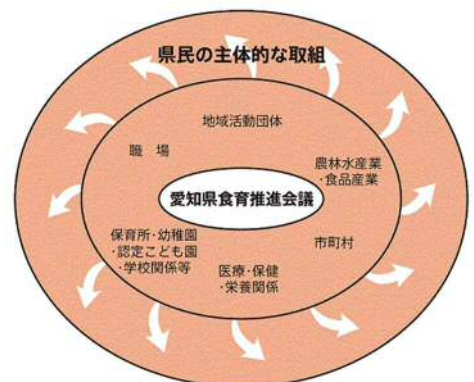 県民の主体的な取組
地域活動団体
職　場
農林水産業
・食品産業
愛知県食育推進会議
保育所・幼稚園
・認定こども園
・学校関係等
市町村
医療・保健
・栄養関係